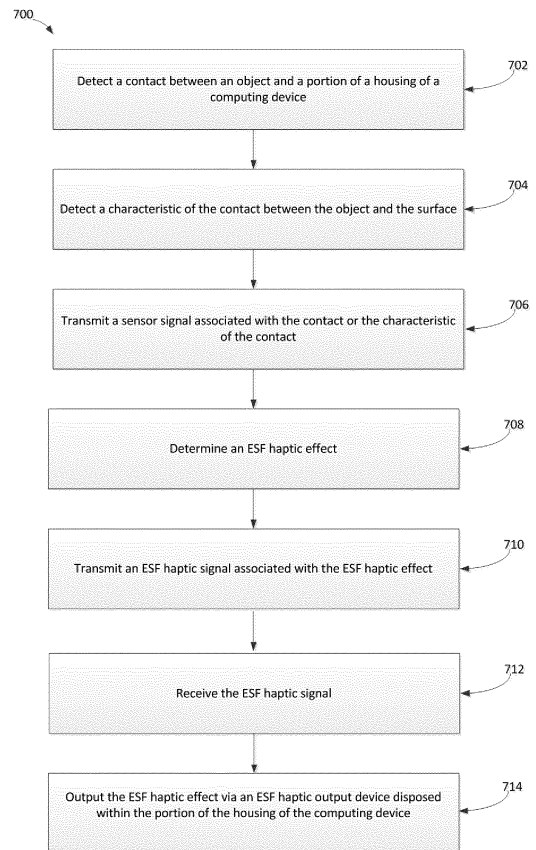 700
Detect a contact between an object and a portion of a housing of a
computing device
702
Detect a characteristic of the contact between the object and the surface
704
Transmit a sensor signal associated with the contact or the characteristic
of the contact
706
Determine an ESF haptic effect
708
Transmit an ESF haptic signal associated with the ESF haptic effect
710
Receive the ESF haptic signal
712
Output the ESF haptic effect via an ESF haptic output device disposed
within the portion of the housing of the computing device
714